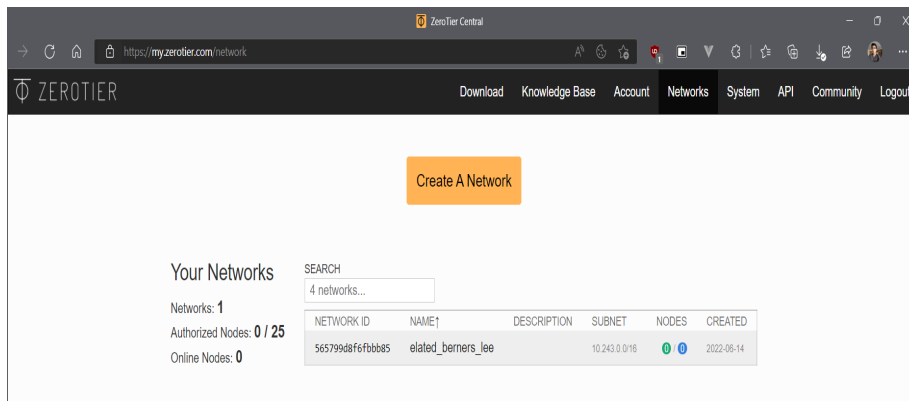 ZeroTier Central
https://my.zerotier.com/network
1
ZEROTIER
Download Knowledge Base Account Networks System API Community Logout
Create A Network
Your Networks
Networks: 1
Authorized Nodes: 0 / 25
Online Nodes: 0
SEARCH
4 networks...
NETWORK ID NAME↑ DESCRIPTION SUBNET NODES CREATED
565799d8f6fbbb85 elated_berners_lee 10.243.0.0/16 0 / 0 2022-06-14